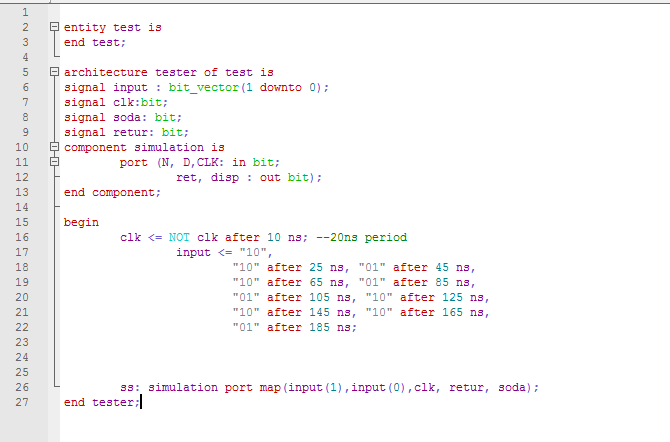 1
2 entity test is
3 end test;
4
5 architecture tester of test is
6 signal input : bit_vector(1 downto 0);
7 signal clk:bit;
8 signal soda: bit;
9 signal retur: bit;
10 component simulation is
11 port (N, D,CLK: in bit;
12 ret, disp : out bit);
13 end component;
14
15 begin
16 clk <= NOT clk after 10 ns; --20ns period
17 input <= "10",
18 "10" after 25 ns, "01" after 45 ns,
19 "10" after 65 ns, "01" after 85 ns,
20 "01" after 105 ns, "10" after 125 ns,
21 "10" after 145 ns, "10" after 165 ns,
22 "01" after 185 ns;
23
24
25
26 ss: simulation port map(input(1),input(0),clk, retur, soda);
27 end tester;